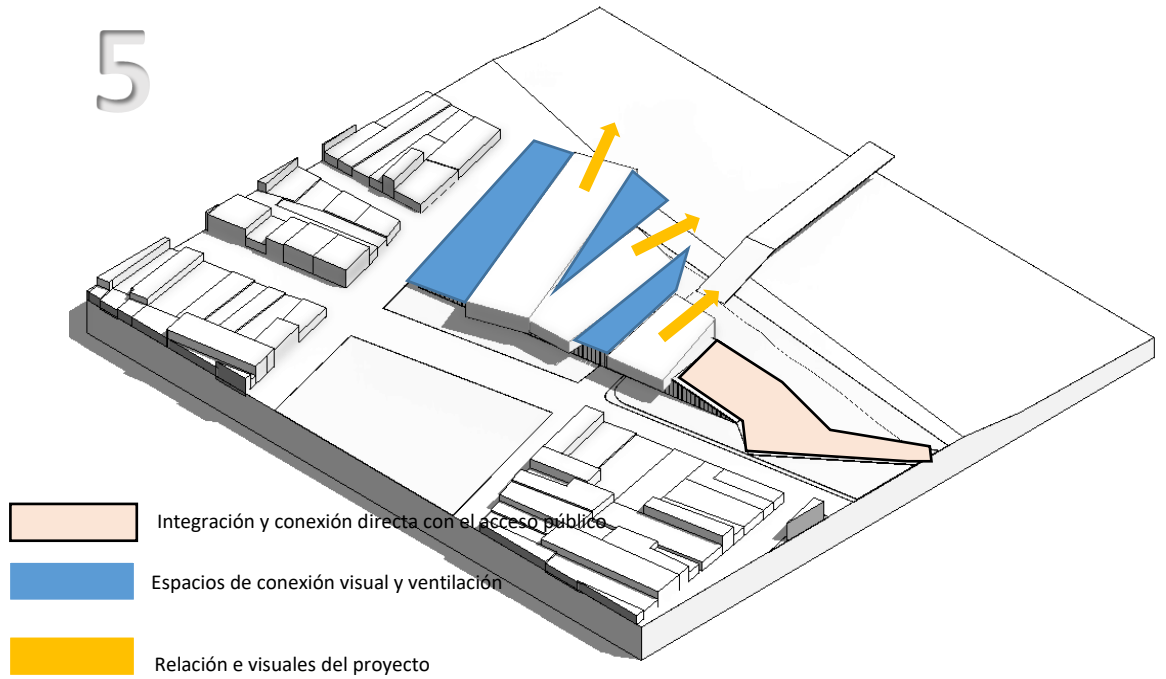 5
Integración y conexión directa con el acceso público
Espacios de conexión visual y ventilación
Relación e visuales del proyecto